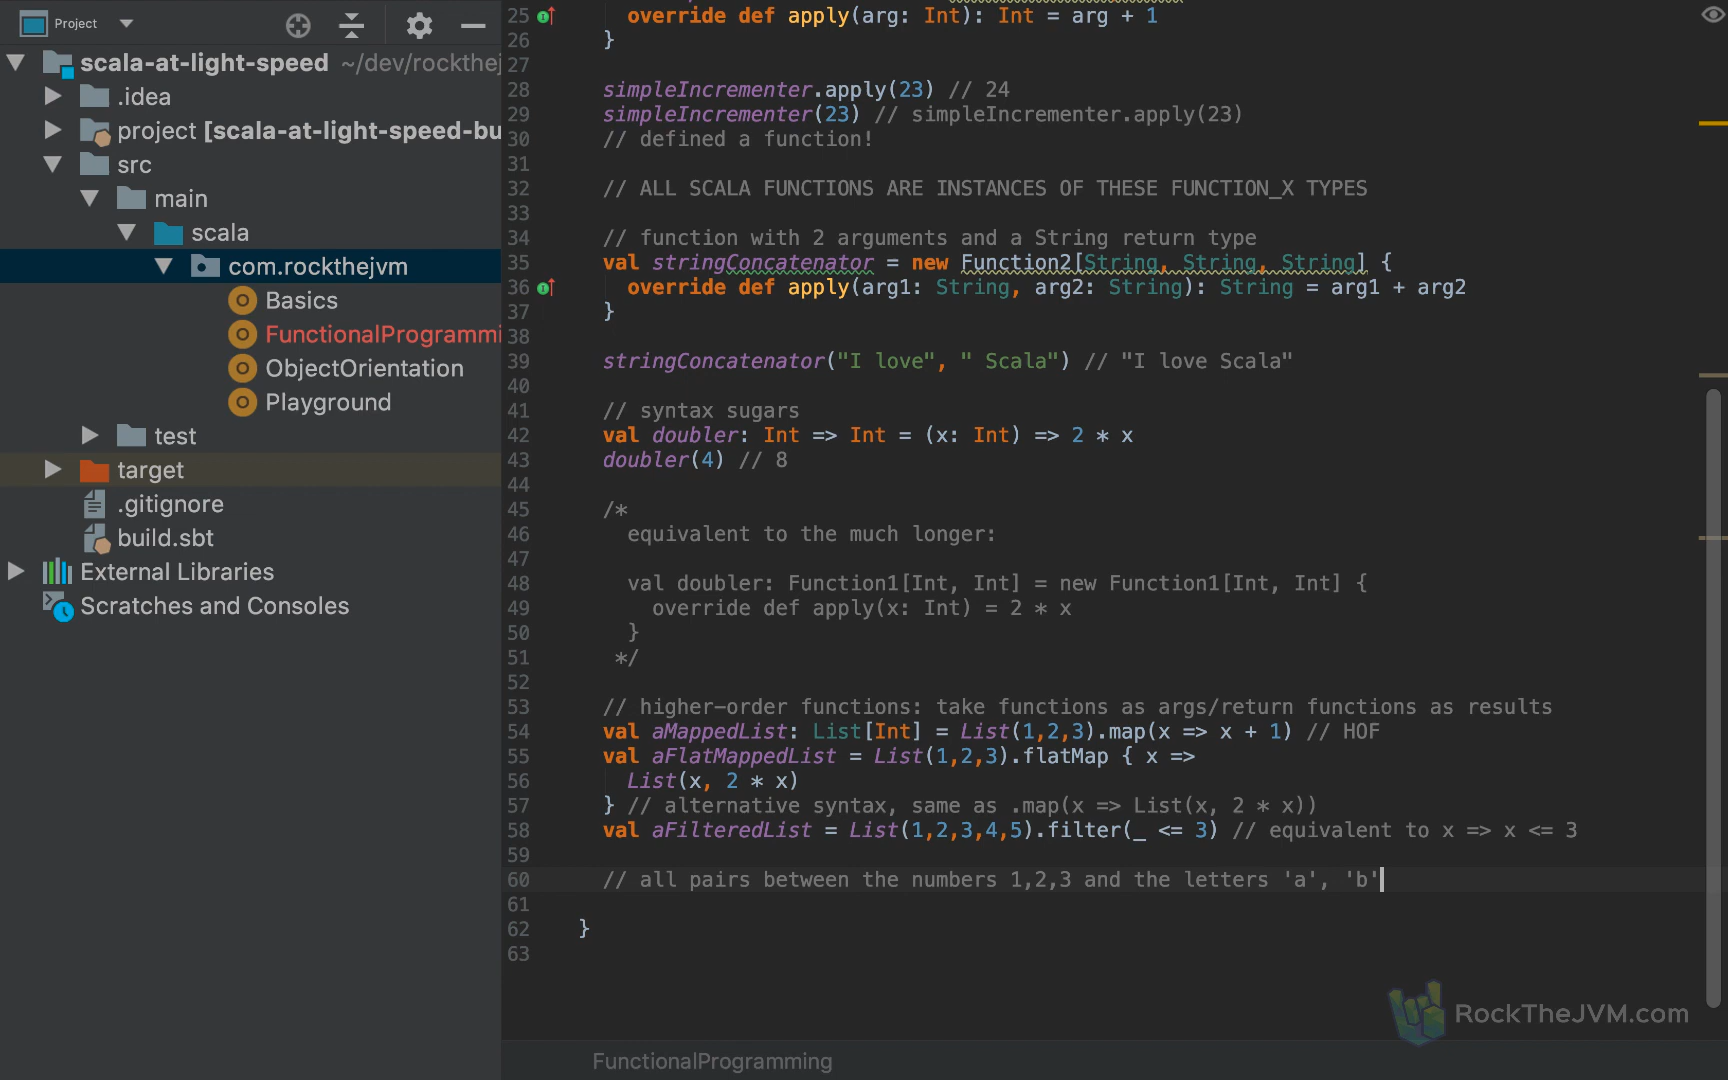 Project
scala-at-light-speed ~/dev/rockthej
.idea
project [scala-at-light-speed-bu
src
main
scala
com.rockthejvm
Basics
FunctionalProgrammi
ObjectOrientation
Playground
test
target
.gitignore
build.sbt
External Libraries
Scratches and Consoles
25 override def apply(arg: Int): Int = arg + 1
26 }
27
28 simpleIncrementer.apply(23) // 24
29 simpleIncrementer(23) // simpleIncrementer.apply(23)
30 // defined a function!
31
32 // ALL SCALA FUNCTIONS ARE INSTANCES OF THESE FUNCTION_X TYPES
33
34 // function with 2 arguments and a String return type
35 val stringConcatenator = new Function2[String, String, String] {
36 override def apply(arg1: String, arg2: String): String = arg1 + arg2
37 }
38
39 stringConcatenator("I love", " Scala") // "I love Scala"
40
41 // syntax sugars
42 val doubler: Int => Int = (x: Int) => 2 * x
43 doubler(4) // 8
44
45 /*
46 equivalent to the much longer:
47
48 val doubler: Function1[Int, Int] = new Function1[Int, Int] {
49 override def apply(x: Int) = 2 * x
50 }
51 */
52
53 // higher-order functions: take functions as args/return functions as results
54 val aMappedList: List[Int] = List(1,2,3).map(x => x + 1) // HOF
55 val aFlatMappedList = List(1,2,3).flatMap { x =>
56 List(x, 2 * x)
57 } // alternative syntax, same as .map(x => List(x, 2 * x))
58 val aFilteredList = List(1,2,3,4,5).filter(_ <= 3) // equivalent to x => x <= 3
59
60 // all pairs between the numbers 1,2,3 and the letters 'a', 'b'
61
62 }
63
RockTheJVM.com
FunctionalProgramming